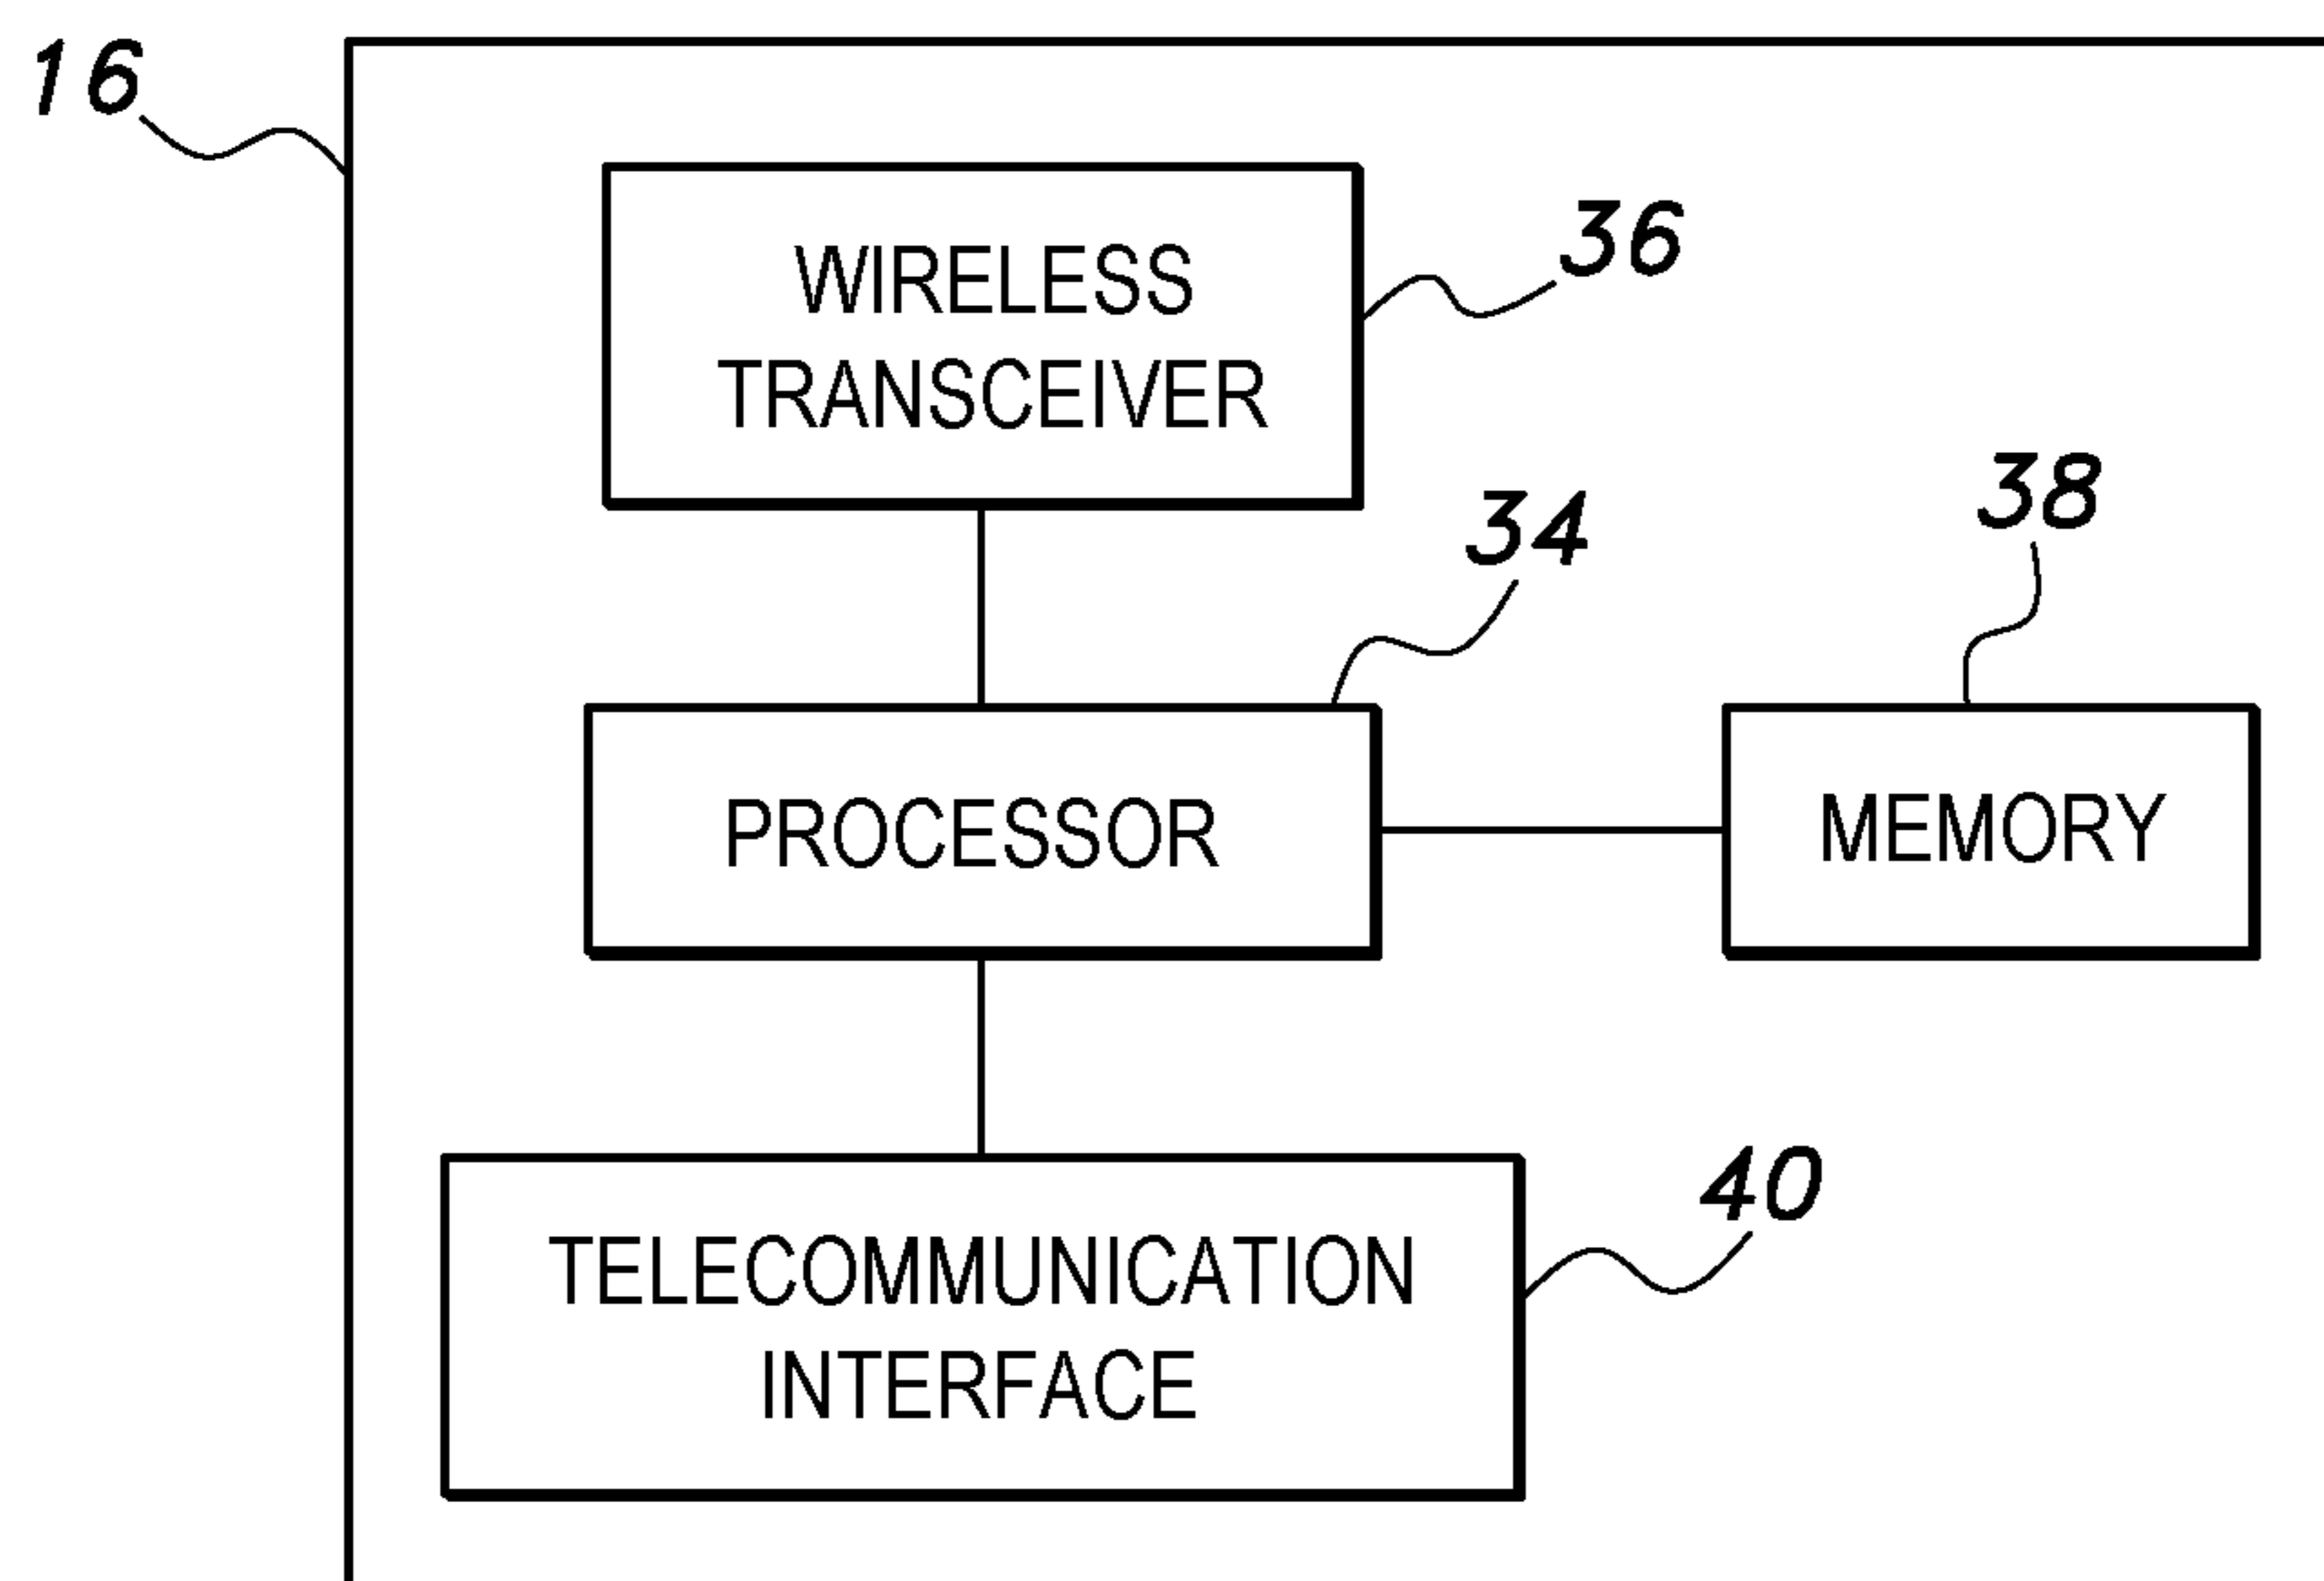 16
WIRELESS
TRANSCEIVER
36
34
38
PROCESSOR
MEMORY
40
TELECOMMUNICATION
INTERFACE